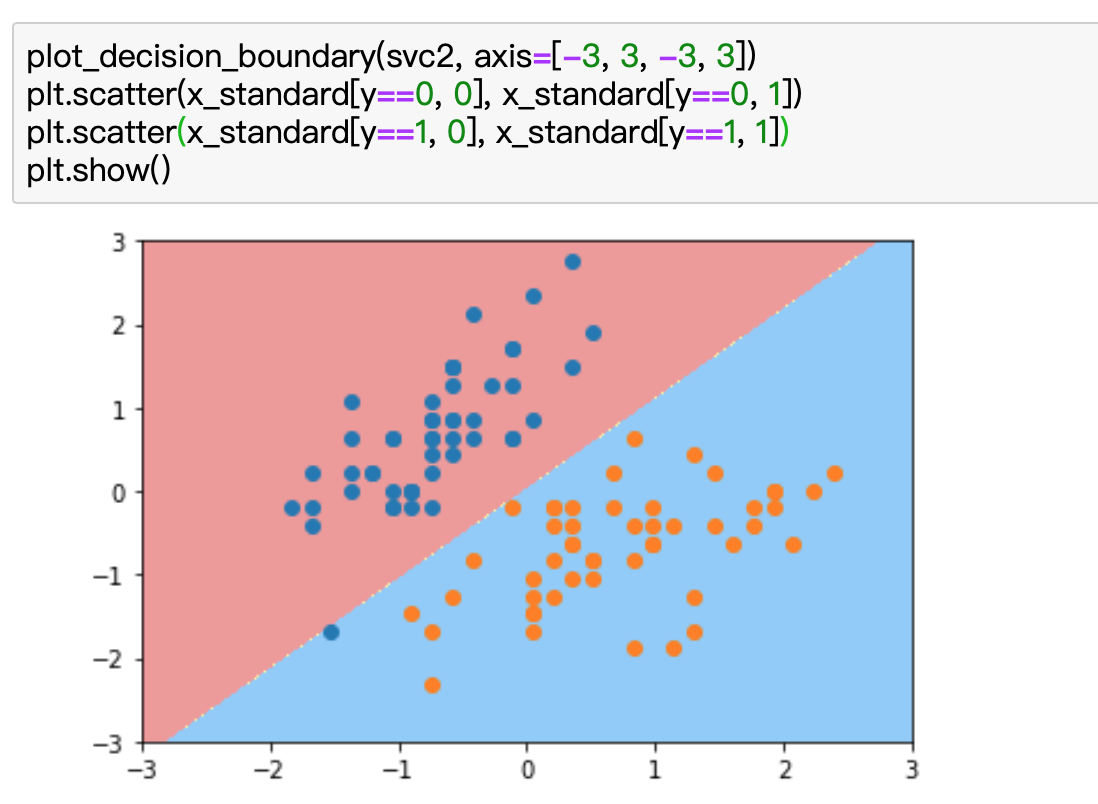 plot_decision_boundary(svc2, axis=[-3, 3, -3, 3])
plt.scatter(x_standard[y==0, 0], x_standard[y==0, 1])
plt.scatter(x_standard[y==1, 0], x_standard[y==1, 1])
plt.show()
3
2
1
0
−1
−2
−3
−3 −2 −1 0 1 2 3